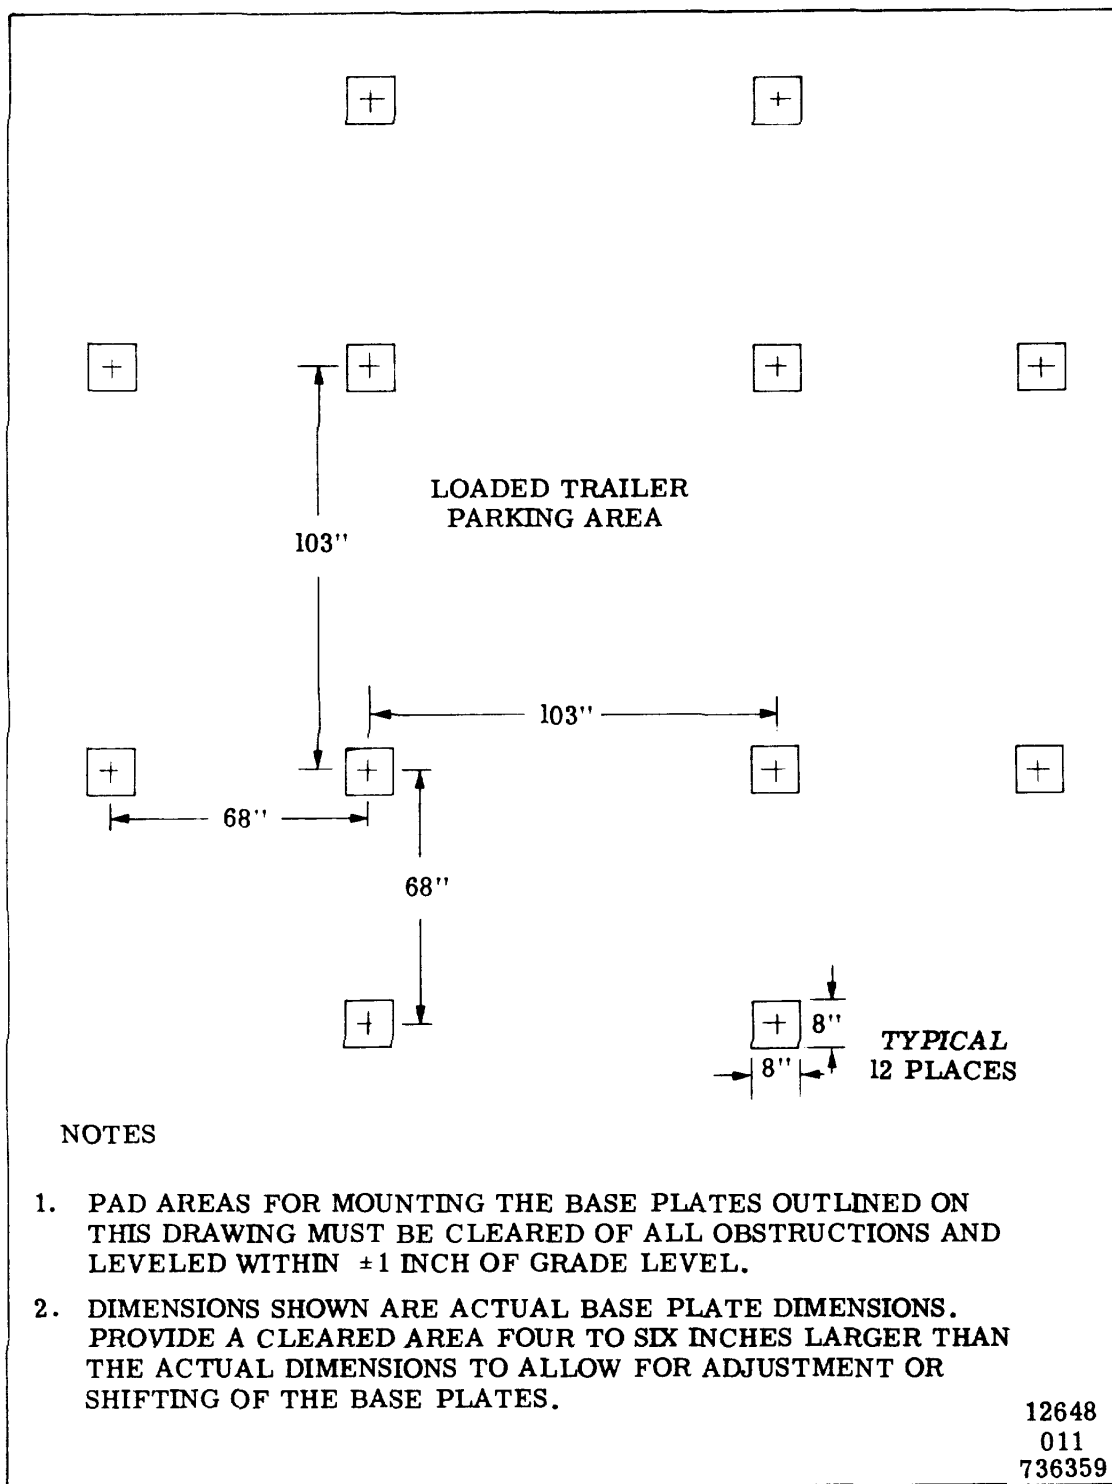 LOADED TRAILER
PARKING AREA
103''
103''
68''
68''
8''
8''
TYPICAL
12 PLACES
NOTES
1. PAD AREAS FOR MOUNTING THE BASE PLATES OUTLINED ON
THIS DRAWING MUST BE CLEARED OF ALL OBSTRUCTIONS AND
LEVELED WITHIN ±1 INCH OF GRADE LEVEL.
2. DIMENSIONS SHOWN ARE ACTUAL BASE PLATE DIMENSIONS.
PROVIDE A CLEARED AREA FOUR TO SIX INCHES LARGER THAN
THE ACTUAL DIMENSIONS TO ALLOW FOR ADJUSTMENT OR
SHIFTING OF THE BASE PLATES.
12648
011
736359